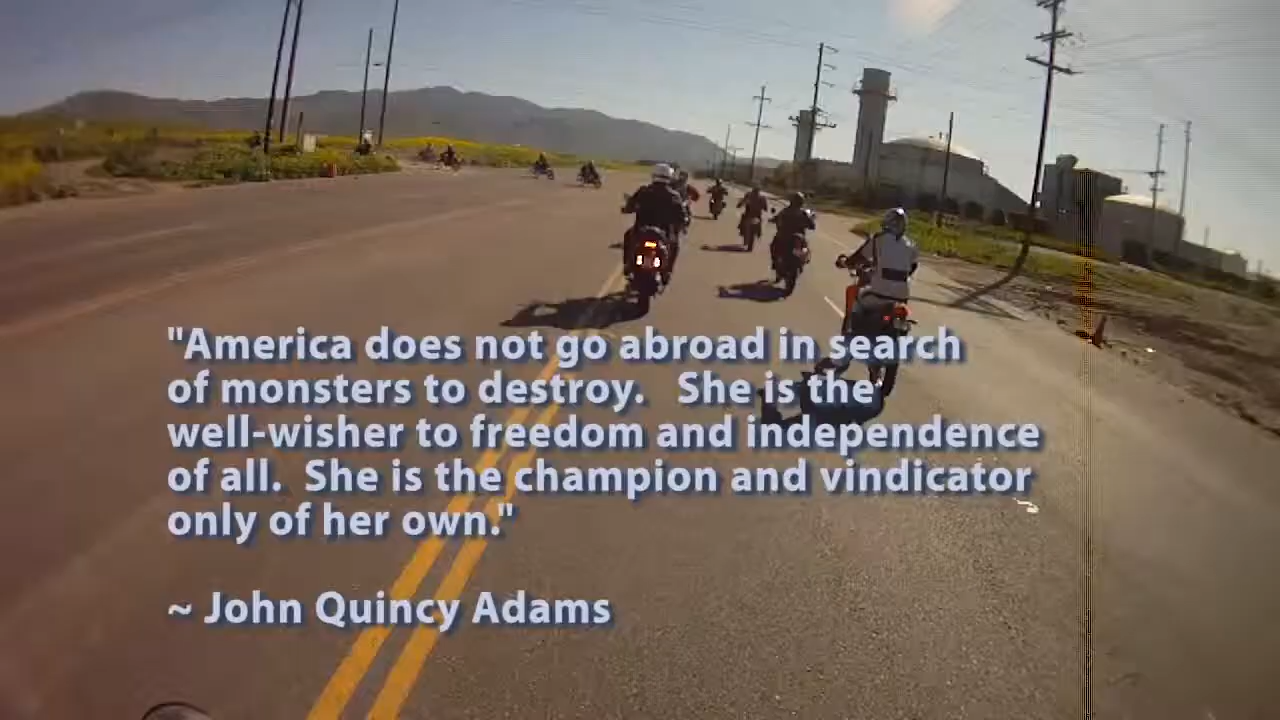 "America does not go abroad in search
of monsters to destroy.   She is the
well-wisher to freedom and independence
of all.  She is the champion and vindicator
only of her own."
~ John Quincy Adams